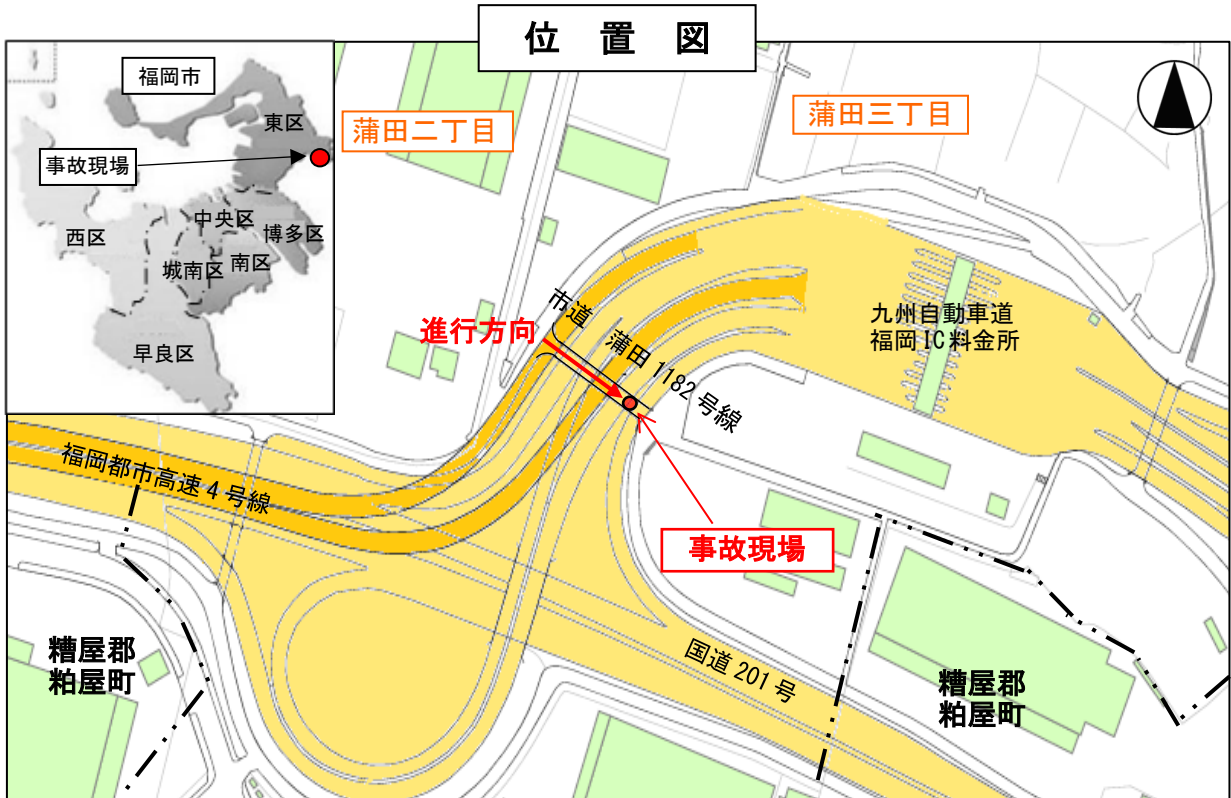 位 置 図
福岡市
東区
事故現場
中央区
博多区
西区
城南区
南区
早良区
蒲田二丁目
蒲田三丁目
九州自動車道
福岡IC料金所
市道 蒲田1182号線
進行方向
福岡都市高速4号線
事故現場
国道201号
糟屋郡
粕屋町
糟屋郡
粕屋町